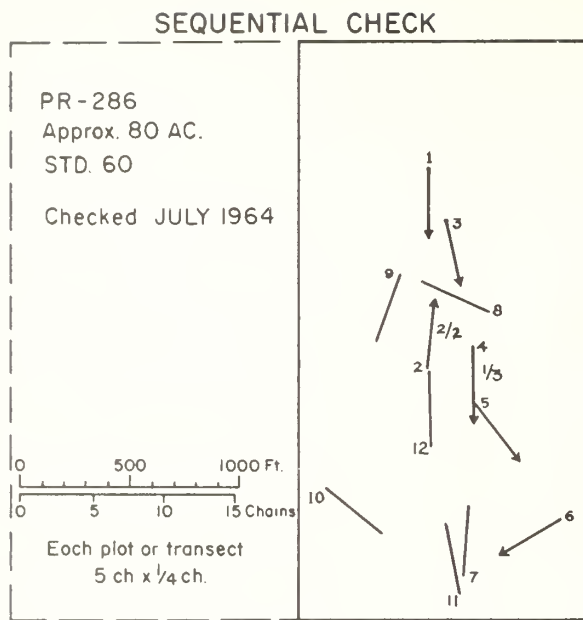 SEQUENTIAL CHECK
PR-286
Approx. 80 AC.
STD. 60
Checked JULY 1964
0 500 1000 Ft.
0 5 10 15 Chains
Each plot or transect
5 ch x 1/4 ch.
1
3
9
8
2/2
4
2
1/3
5
12
10
6
7
11